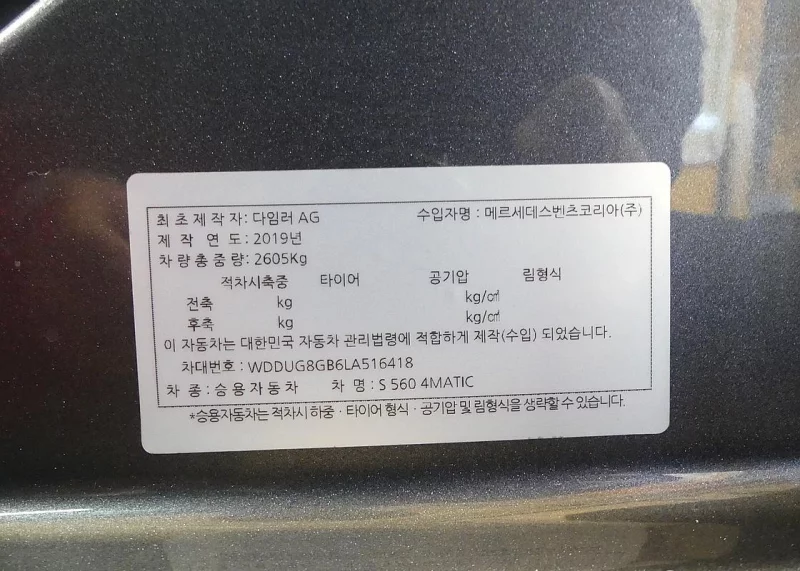 최초제작자: 다임러 AG 수입자명 : 메르세데스벤츠코리아(주)
제작 연도: 2019년
차량총중량: 2605Kg
적차시축중 타이어 공기압 림형식
전축 kg kg/㎠
후축 kg kg/㎠
이 자동차는 대한민국 자동차 관리법령에 적합하게 제작(수입) 되었습니다.
차대번호 : WDDUG8GB6LA516418
차 종 : 승용자동차 차 명 : S 560 4MATIC
*승용자동차는 적차시 하중 · 타이어 형식 · 공기압 및 림형식을 생략할 수 있습니다.